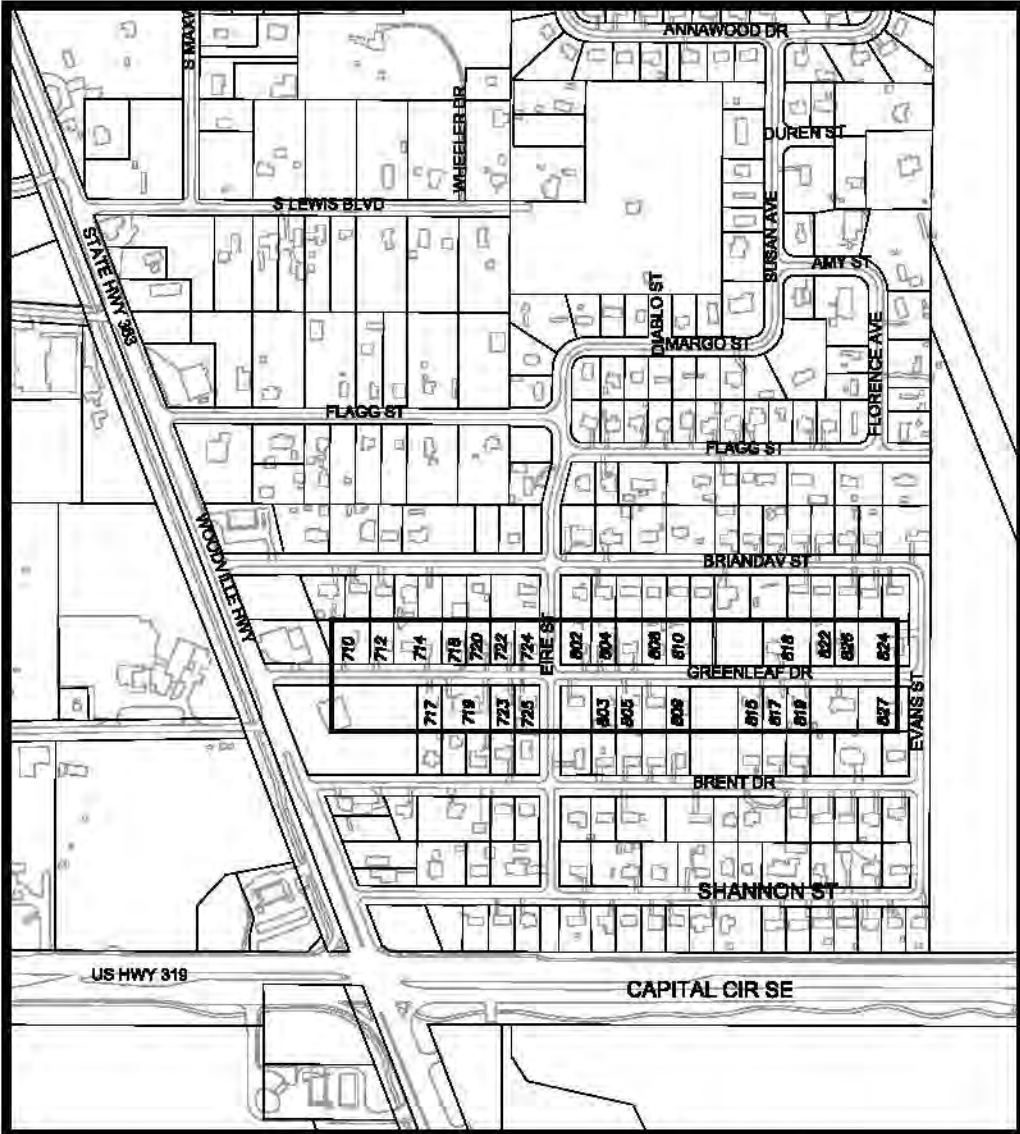 ANNAWOOD DR
S MAXW
WHEELER DR
DUREN ST
S LEWIS BLVD
SUSAN AVE
STATE HWY 363
AMY ST
DIABLO ST
MARGO ST
FLORENCE AVE
FLAGG ST
FLAGG ST
WOODVILLE HWY
BRIANDAV ST
EIRE ST
710 712 714 718 720 722 724 802 804 808 810 818 822 826 824
GREENLEAF DR
717 719 723 725 803 805 809 815 817 819 827
EVANS ST
BRENT DR
SHANNON ST
US HWY 319
CAPITAL CIR SE